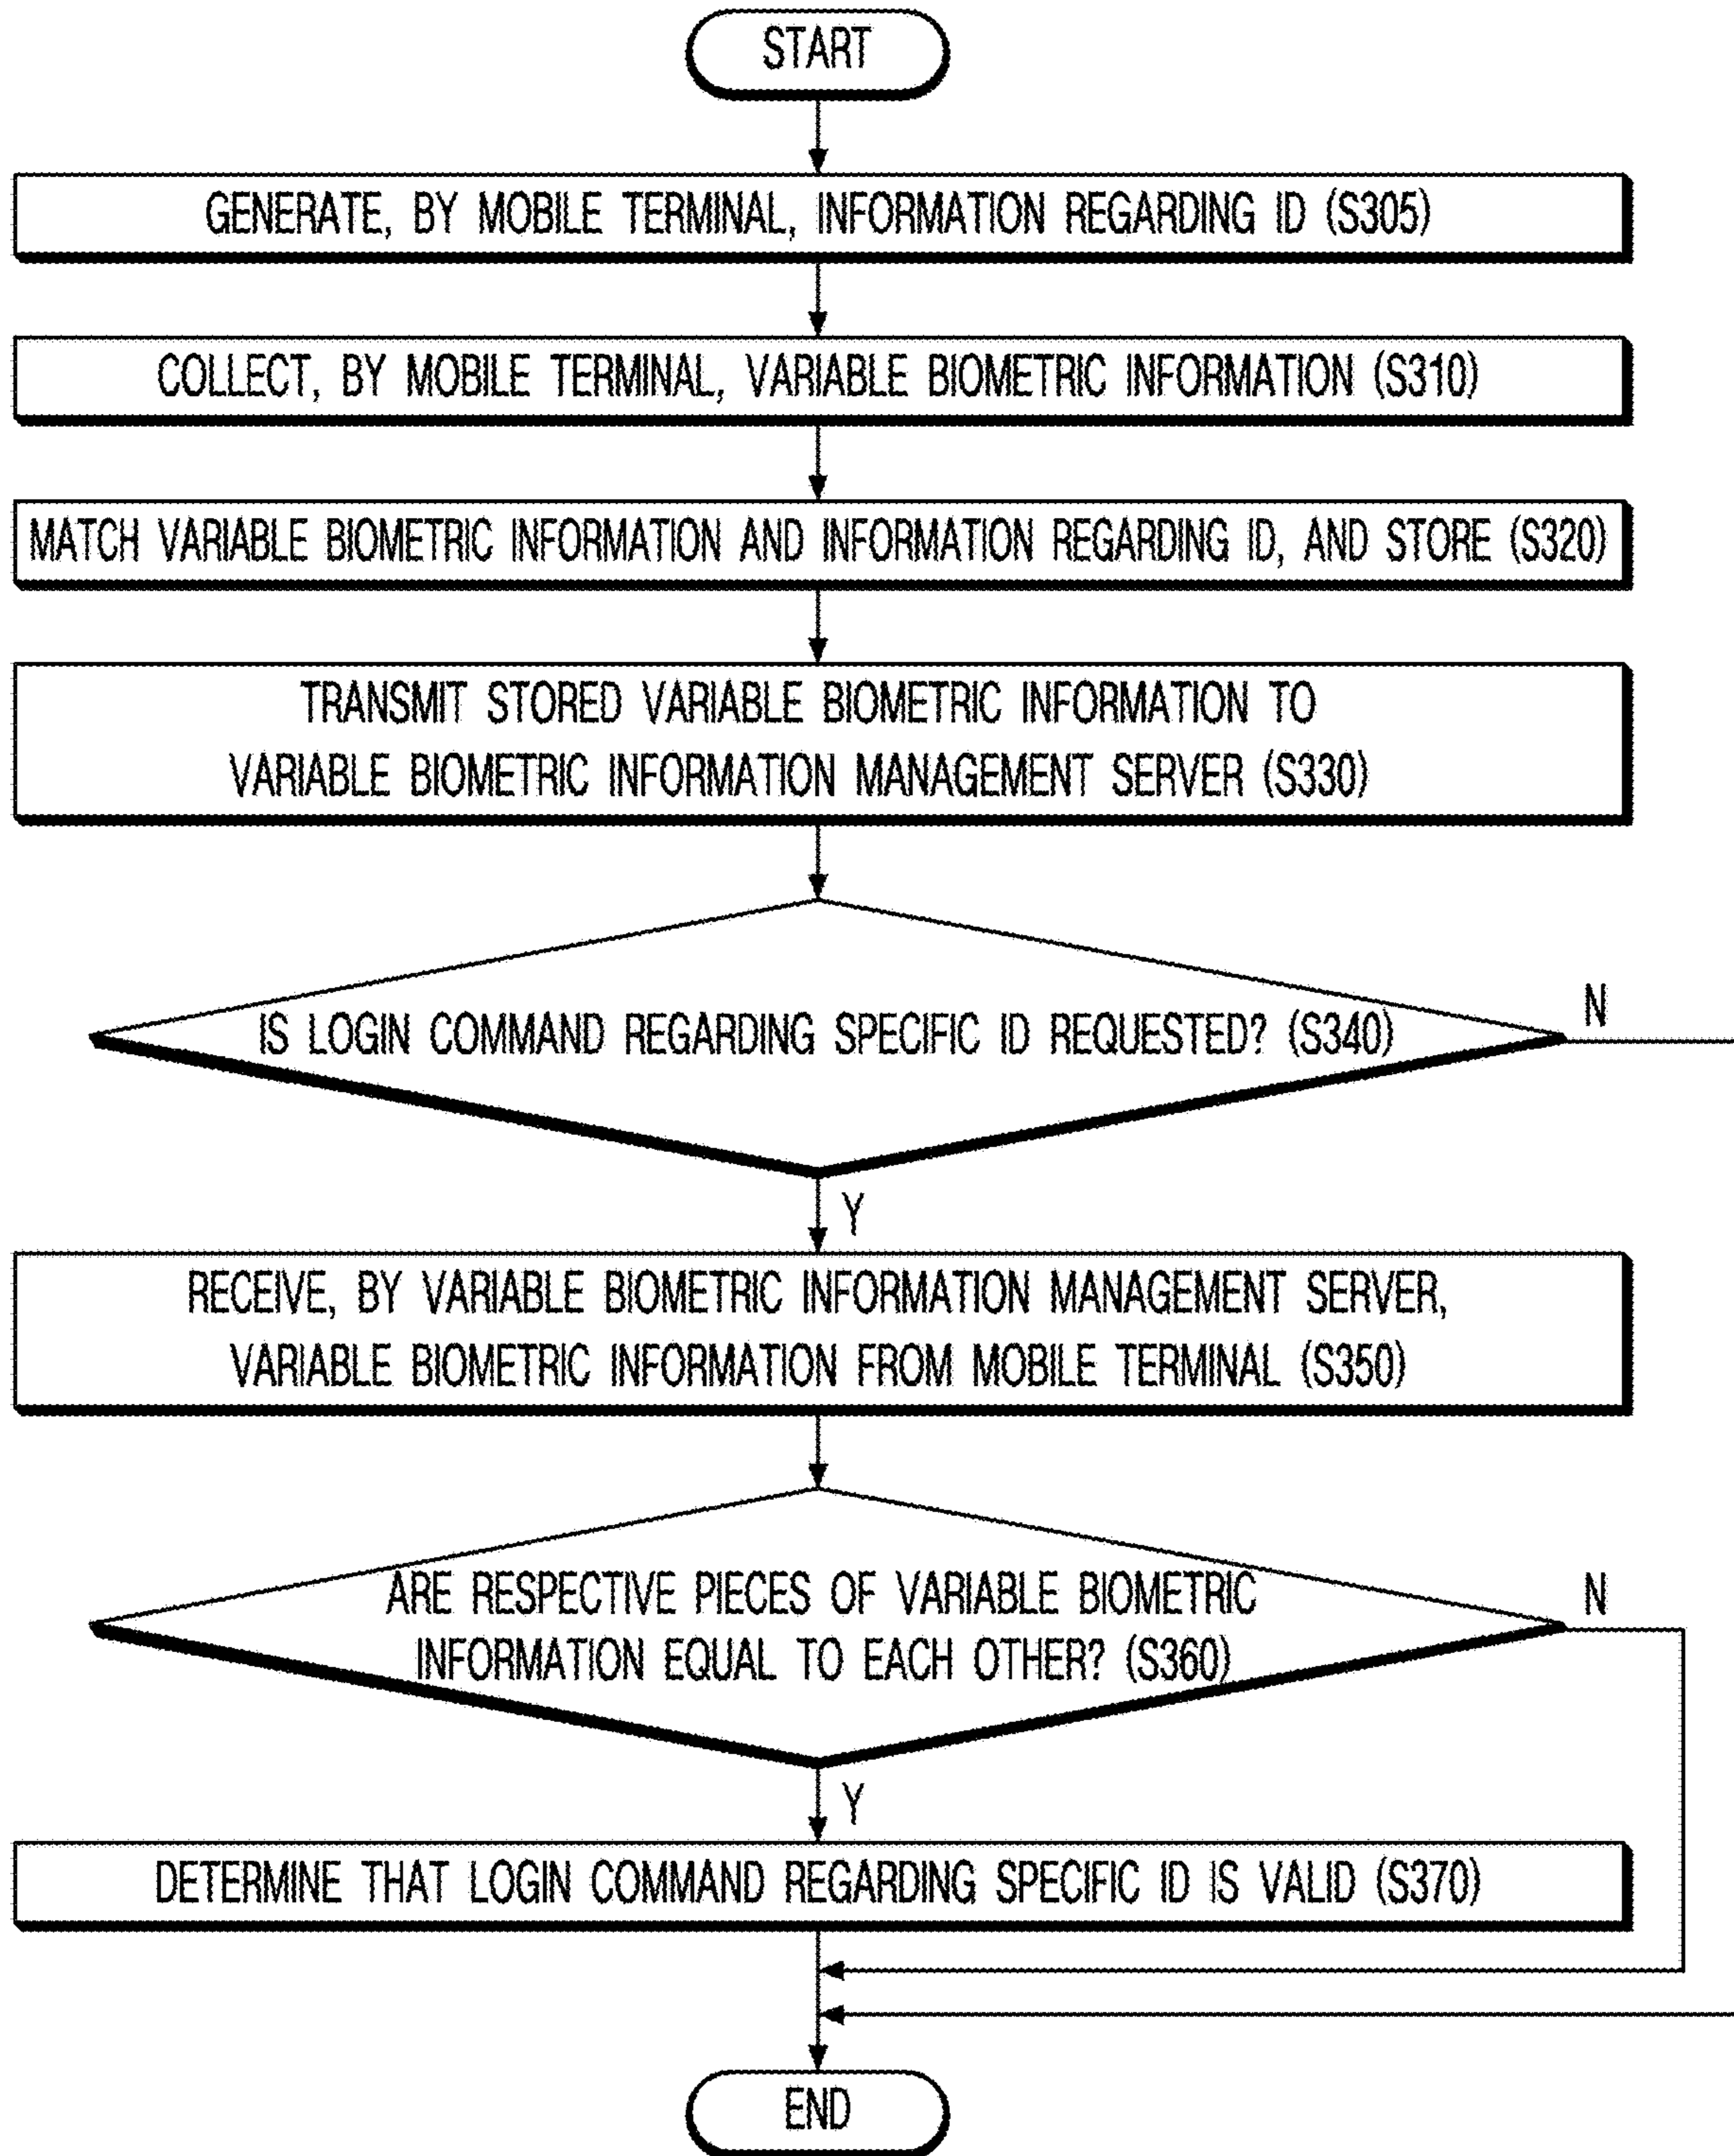 START
GENERATE, BY MOBILE TERMINAL, INFORMATION REGARDING ID (S305)
COLLECT, BY MOBILE TERMINAL, VARIABLE BIOMETRIC INFORMATION (S310)
MATCH VARIABLE BIOMETRIC INFORMATION AND INFORMATION REGARDING ID, AND STORE (S320)
TRANSMIT STORED VARIABLE BIOMETRIC INFORMATION TO
VARIABLE BIOMETRIC INFORMATION MANAGEMENT SERVER (S330)
IS LOGIN COMMAND REGARDING SPECIFIC ID REQUESTED? (S340)
N
Y
RECEIVE, BY VARIABLE BIOMETRIC INFORMATION MANAGEMENT SERVER,
VARIABLE BIOMETRIC INFORMATION FROM MOBILE TERMINAL (S350)
ARE RESPECTIVE PIECES OF VARIABLE BIOMETRIC
INFORMATION EQUAL TO EACH OTHER? (S360)
N
Y
DETERMINE THAT LOGIN COMMAND REGARDING SPECIFIC ID IS VALID (S370)
END